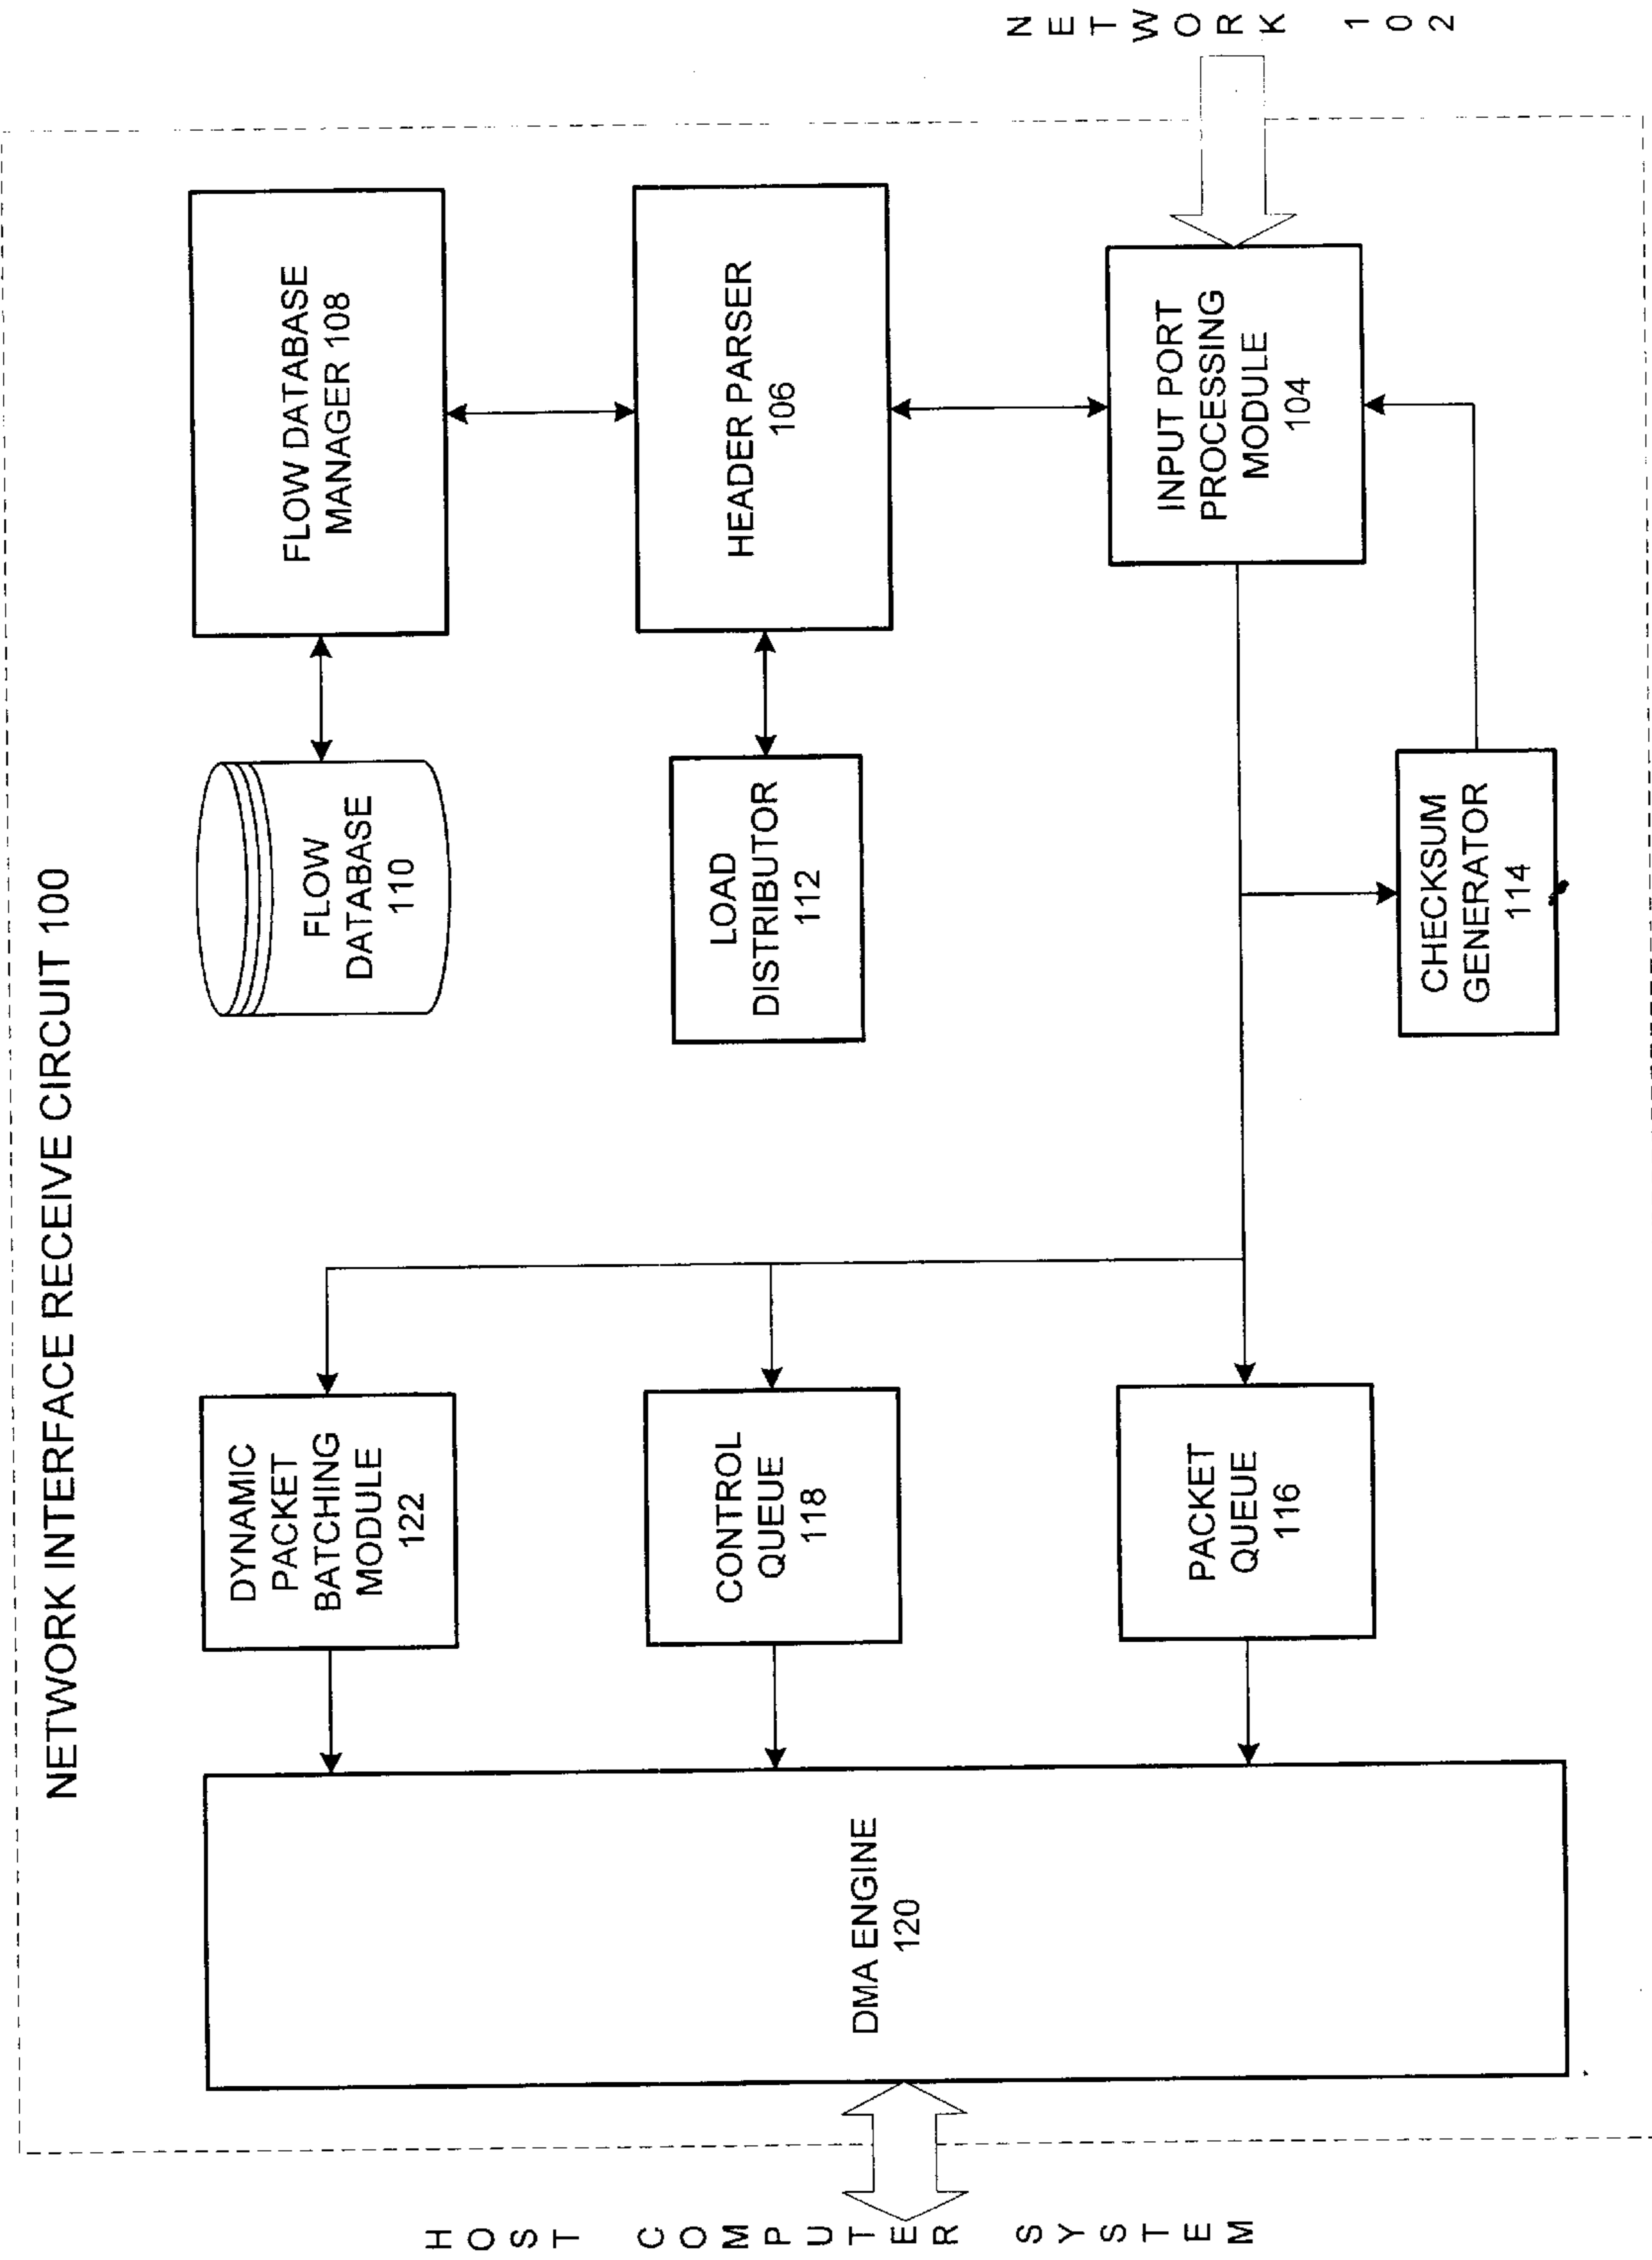 NETWORK INTERFACE RECEIVE CIRCUIT 100
HOST COMPUTER SYSTEM
DMA ENGINE
120
DYNAMIC
PACKET
BATCHING
MODULE
122
CONTROL
QUEUE
118
PACKET
QUEUE
116
FLOW
DATABASE
110
LOAD
DISTRIBUTOR
112
CHECKSUM
GENERATOR
114
FLOW DATABASE
MANAGER 108
HEADER PARSER
106
INPUT PORT
PROCESSING
MODULE
104
NETWORK 102